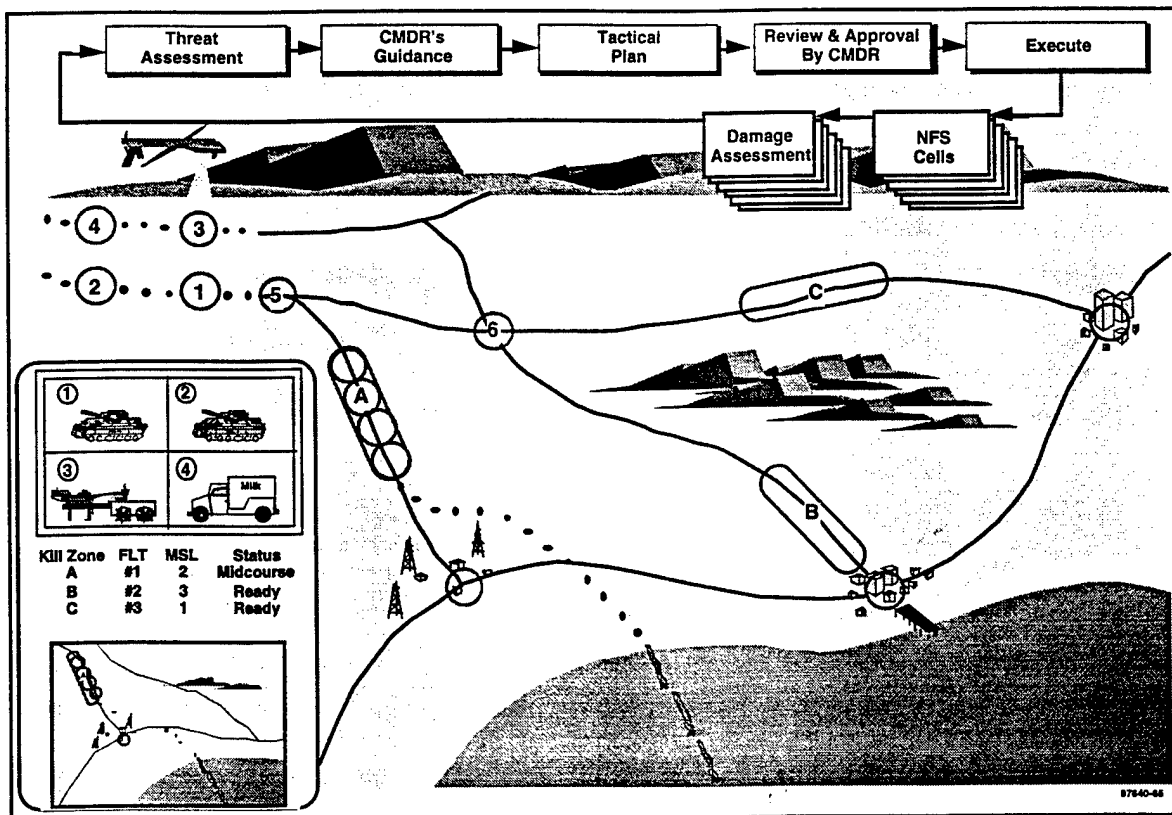 Threat
Assessment
CMDR's
Guidance
Tactical
Plan
Review & Approval
By CMDR
Execute
Damage
Assessment
NFS
Cells
4
3
2
1
5
6
C
A
B
1
2
3
4
Milk
Kill Zone FLT MSL Status
A #1 2 Midcourse
B #2 3 Ready
C #3 1 Ready
97640-65